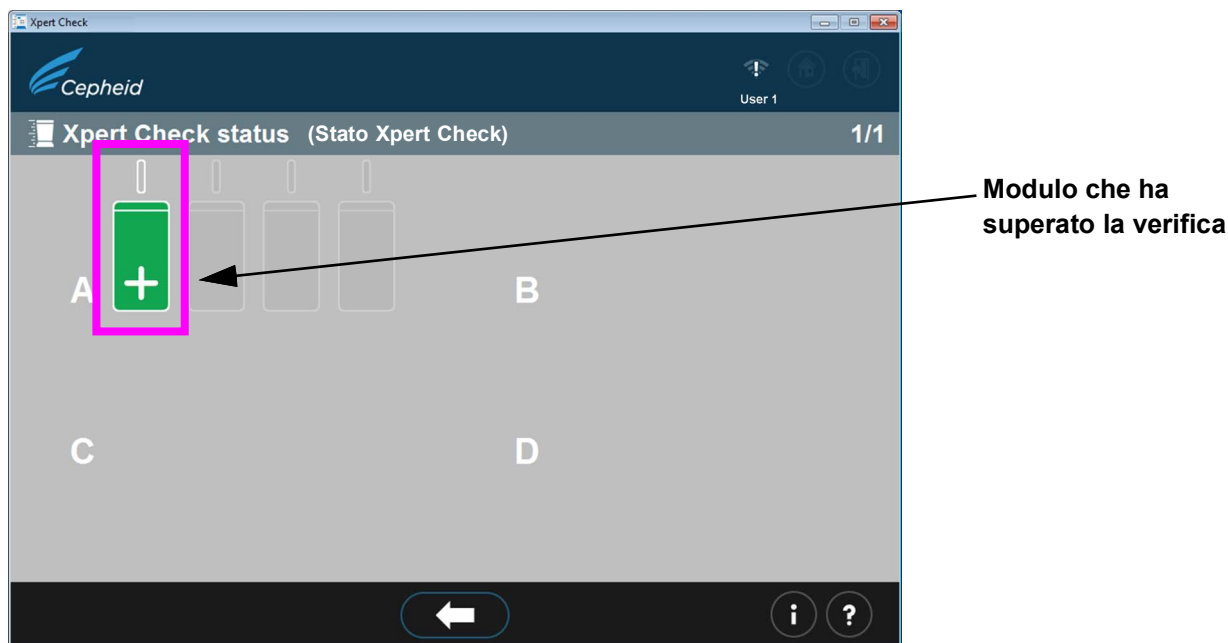 Xpert Check
Cepheid
User 1
Xpert Check status (Stato Xpert Check) 1/1
Modulo che ha
superato la verifica
A B
C D
i ?